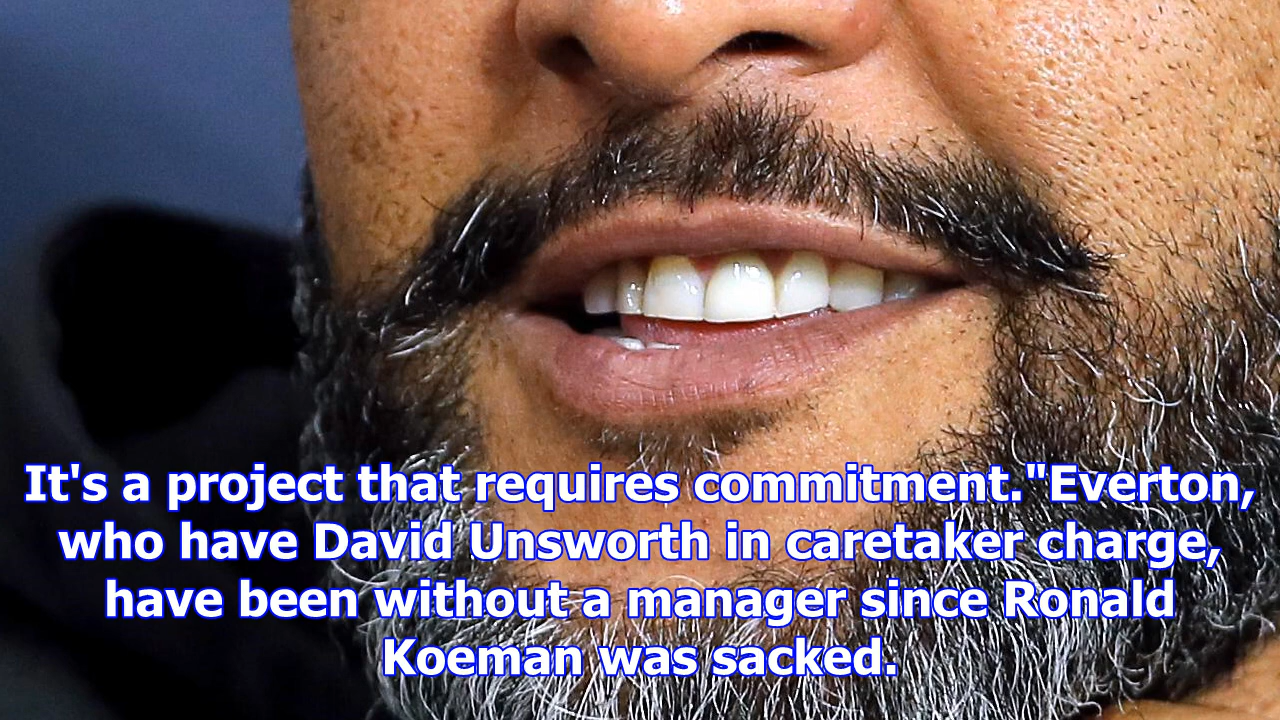 It's a project that requires commitment."Everton,
who have David Unsworth in caretaker charge,
have been without a manager since Ronald
Koeman was sacked.